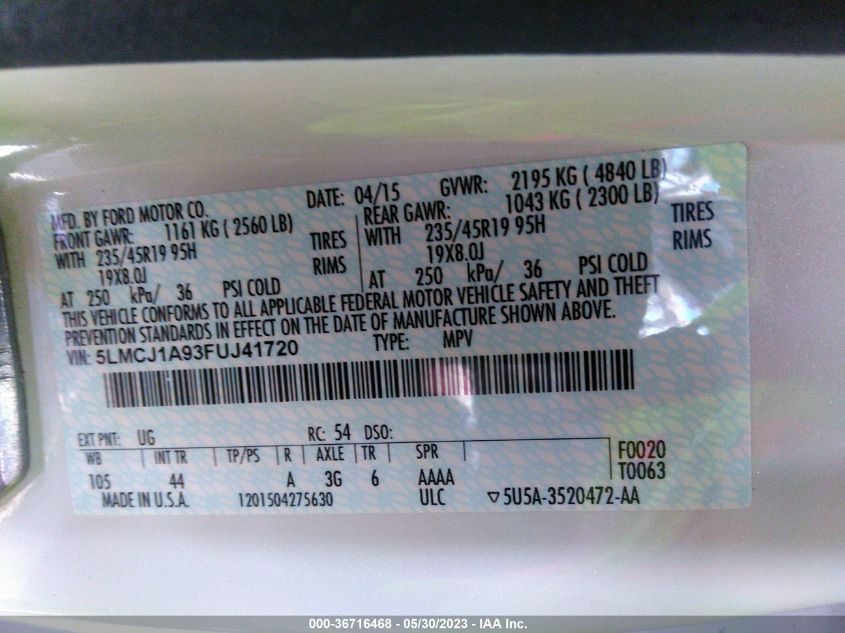 MFD. BY FORD MOTOR CO. DATE: 04/15 GVWR: 2195 KG ( 4840 LB)
FRONT GAWR: 1161 KG ( 2560 LB) REAR GAWR: 1043 KG ( 2300 LB)
WITH 235/45R19 95H TIRES WITH 235/45R19 95H TIRES
19X8.0J RIMS 19X8.0J RIMS
AT 250 kPa/ 36 PSI COLD AT 250 kPa/ 36 PSI COLD
THIS VEHICLE CONFORMS TO ALL APPLICABLE FEDERAL MOTOR VEHICLE SAFETY AND THEFT
PREVENTION STANDARDS IN EFFECT ON THE DATE OF MANUFACTURE SHOWN ABOVE.
VIN: 5LMCJ1A93FUJ41720 TYPE: MPV
EXT PNT: UG RC: 54 DSO:
WB INT TR TP/PS R AXLE TR SPR F0020
105 44 A 3G 6 AAAA T0063
MADE IN U.S.A. 1201504275630 ULC ▽5U5A-3520472-AA
000-36716468 - 05/30/2023 - IAA Inc.